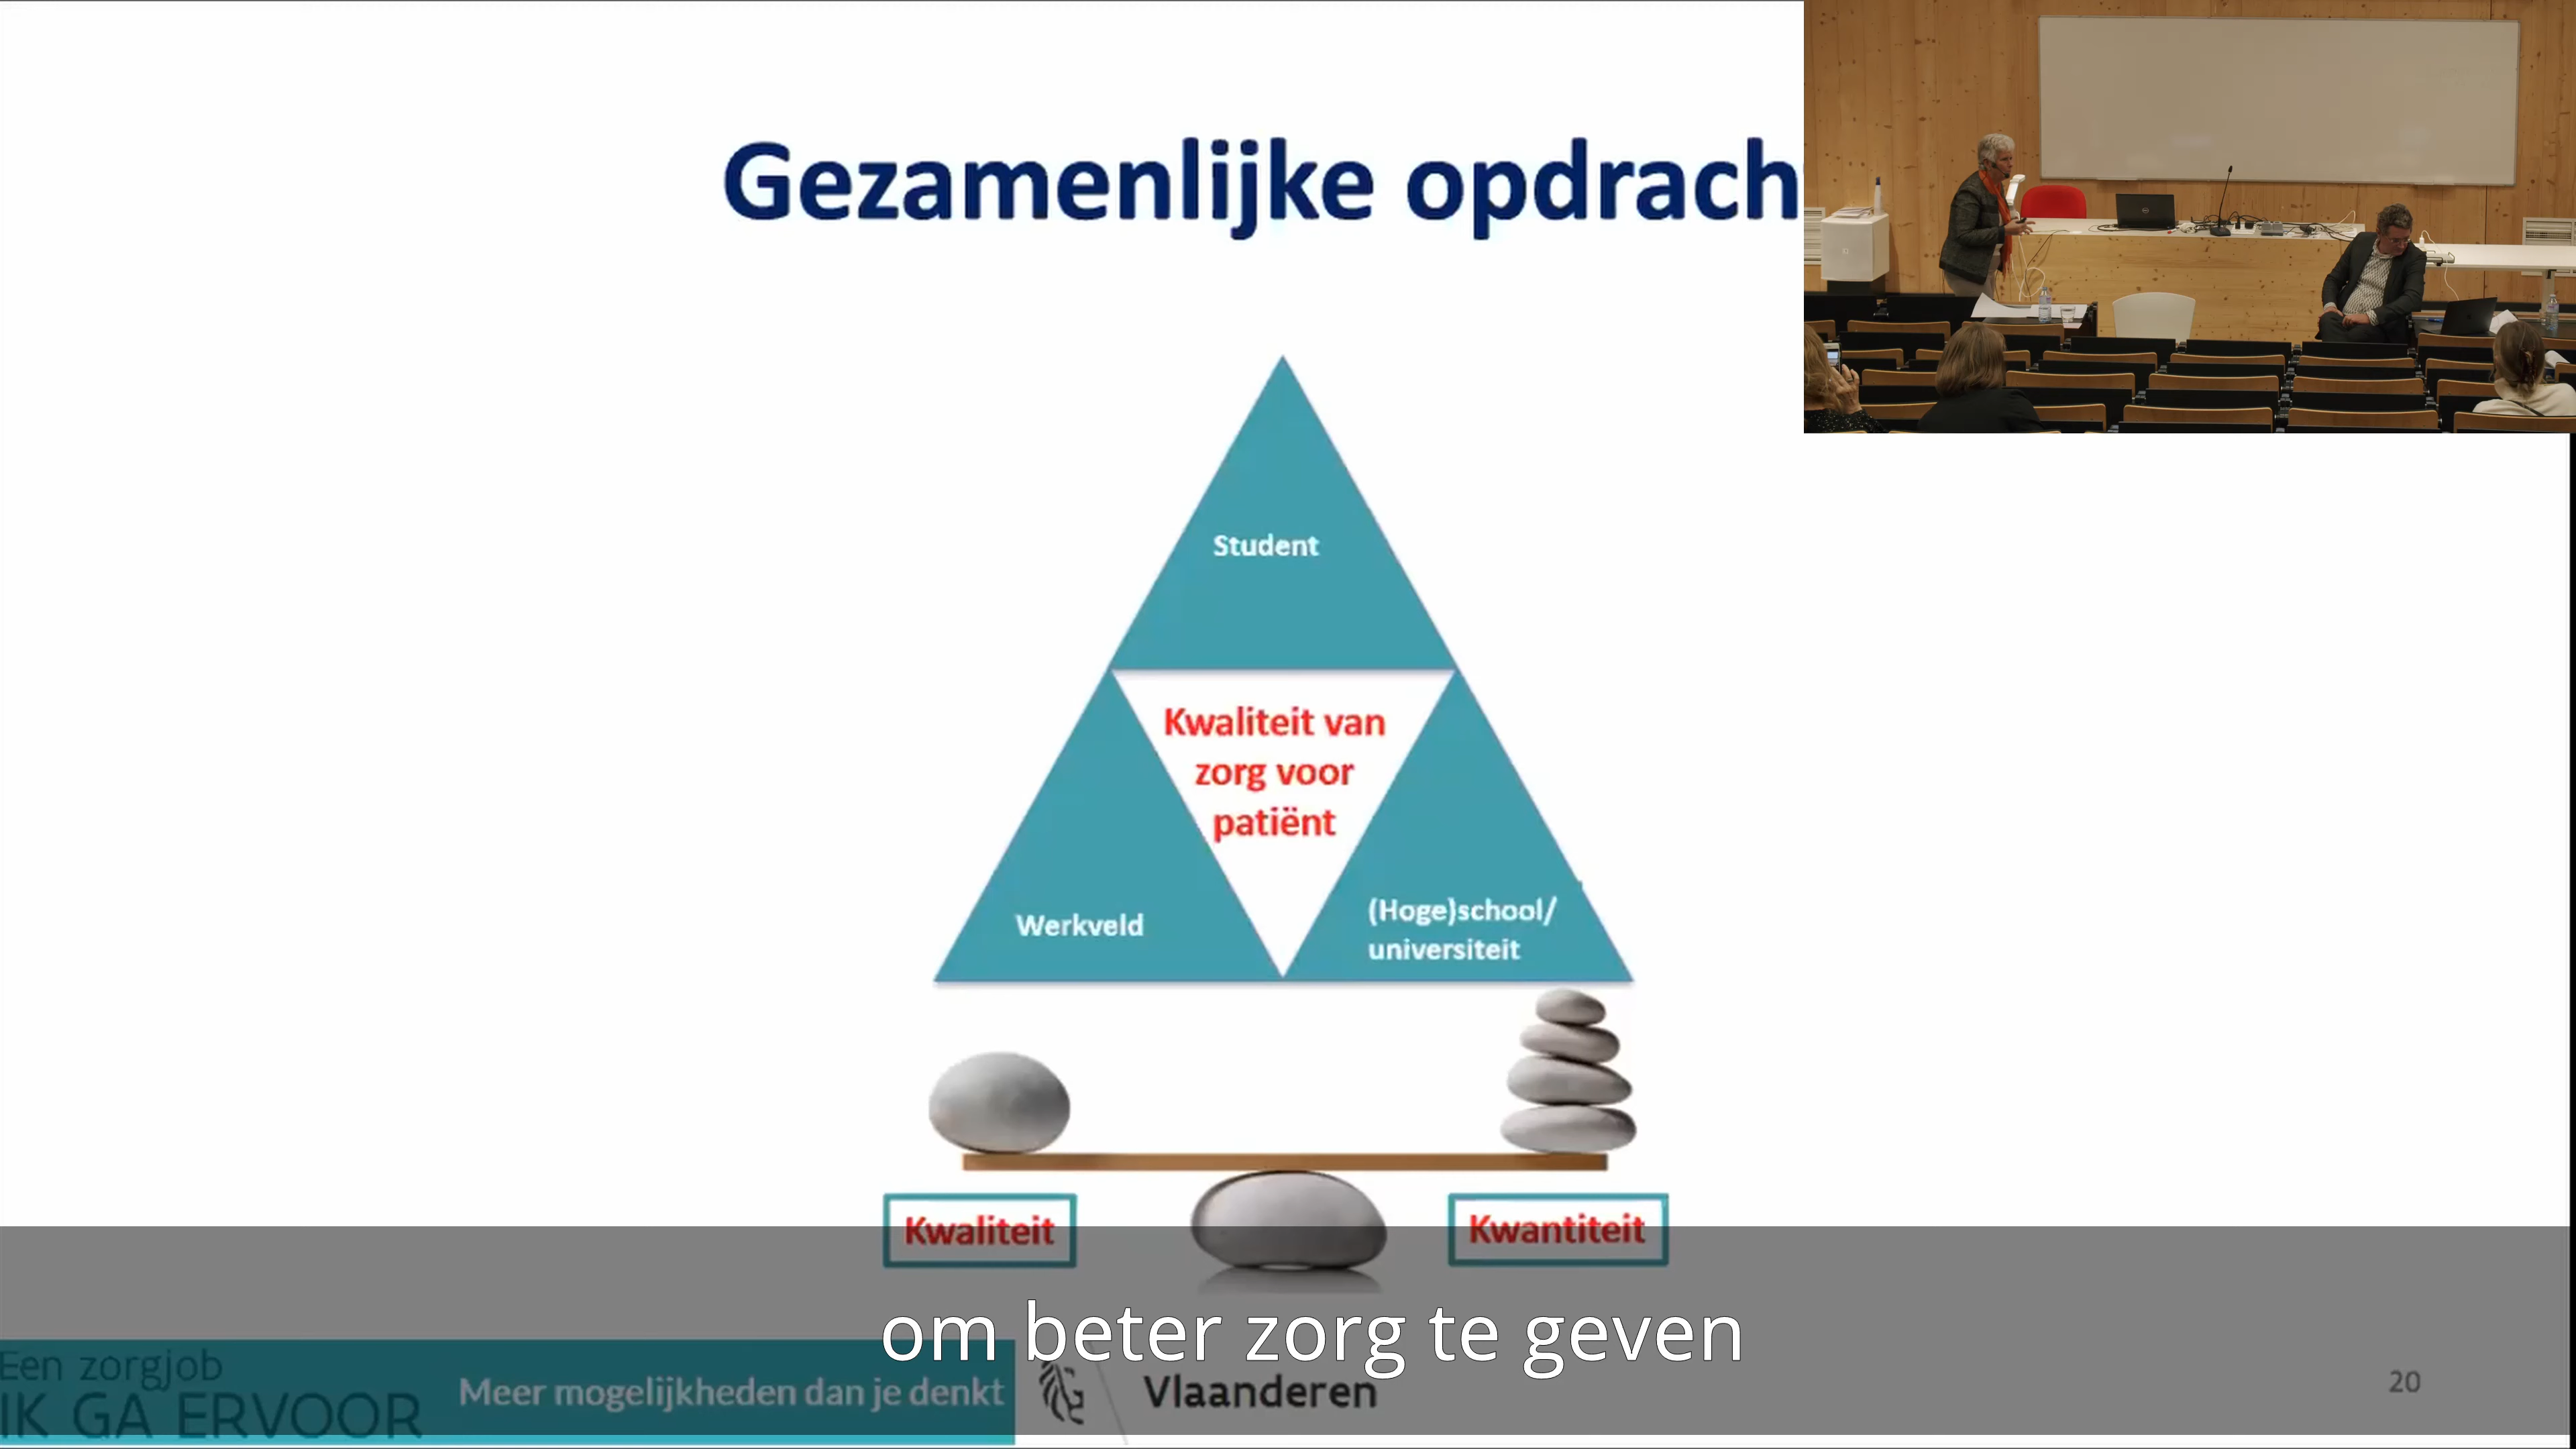 Gezamenlijke opdrach
Student
Kwaliteit van
zorg voor
patiënt
Werkveld
(Hoge)school/
universiteit
Kwaliteit
Kwantiteit
om beter zorg te geven
Een zorgjob
IK GA ERVOOR
Meer mogelijkheden dan je denkt
Vlaanderen
20